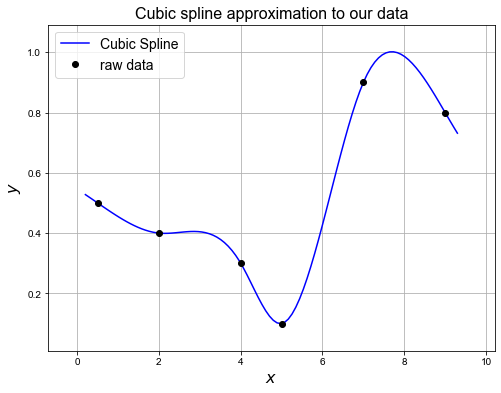 Cubic spline approximation to our data
Cubic Spline
raw data
1.0
0.8
0.6
0.4
0.2
y
0 2 4 6 8 10
x